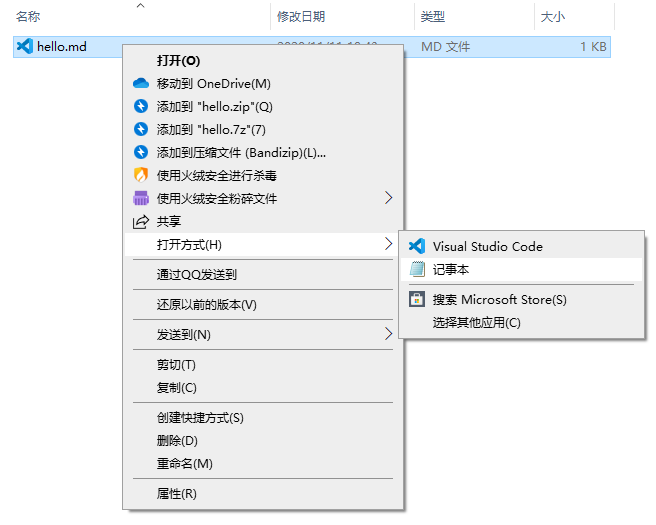 名称 修改日期 类型 大小
hello.md MD 文件 1 KB
打开(O)
移动到 OneDrive(M)
添加到 "hello.zip"(Q)
添加到 "hello.7z"(7)
添加到压缩文件 (Bandizip)(L)...
使用火绒安全进行杀毒
使用火绒安全粉碎文件
共享
打开方式(H)
Visual Studio Code
记事本
搜索 Microsoft Store(S)
选择其他应用(C)
通过QQ发送到
还原以前的版本(V)
发送到(N)
剪切(T)
复制(C)
创建快捷方式(S)
删除(D)
重命名(M)
属性(R)